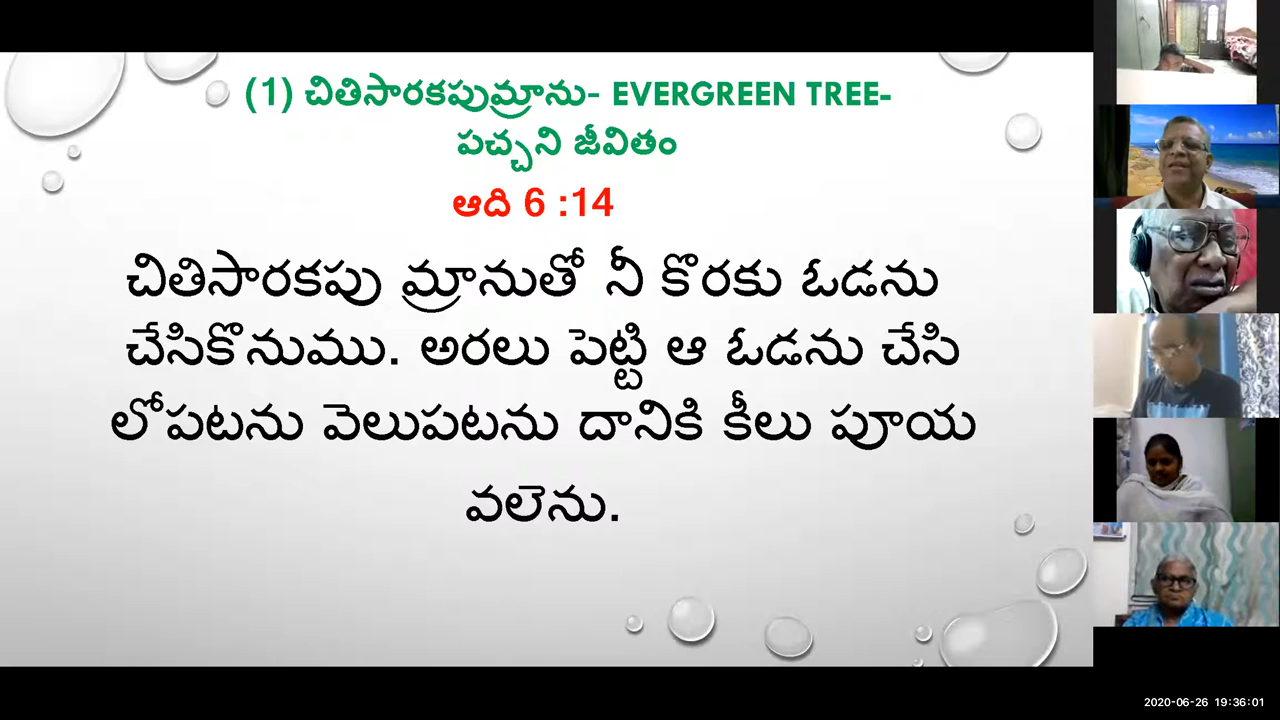 (1) చితిసారకపుమ్రాను- EVERGREEN TREE-
పచ్చని జీవితం
ఆది 6 :14
చితిసారకపు మ్రానుతో నీ కొరకు ఓడను
చేసికొనుము. అరలు పెట్టి ఆ ఓడను చేసి
లోపటను వెలుపటను దానికి కీలు పూయ
వలెను.
2020-06-26 19:36:01